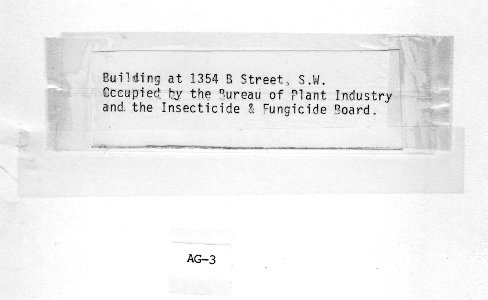 Building at 1354 B Street, S.W.
Occupied by the Bureau of Plant Industry
and the Insecticide & Fungicide Board.
AG-3